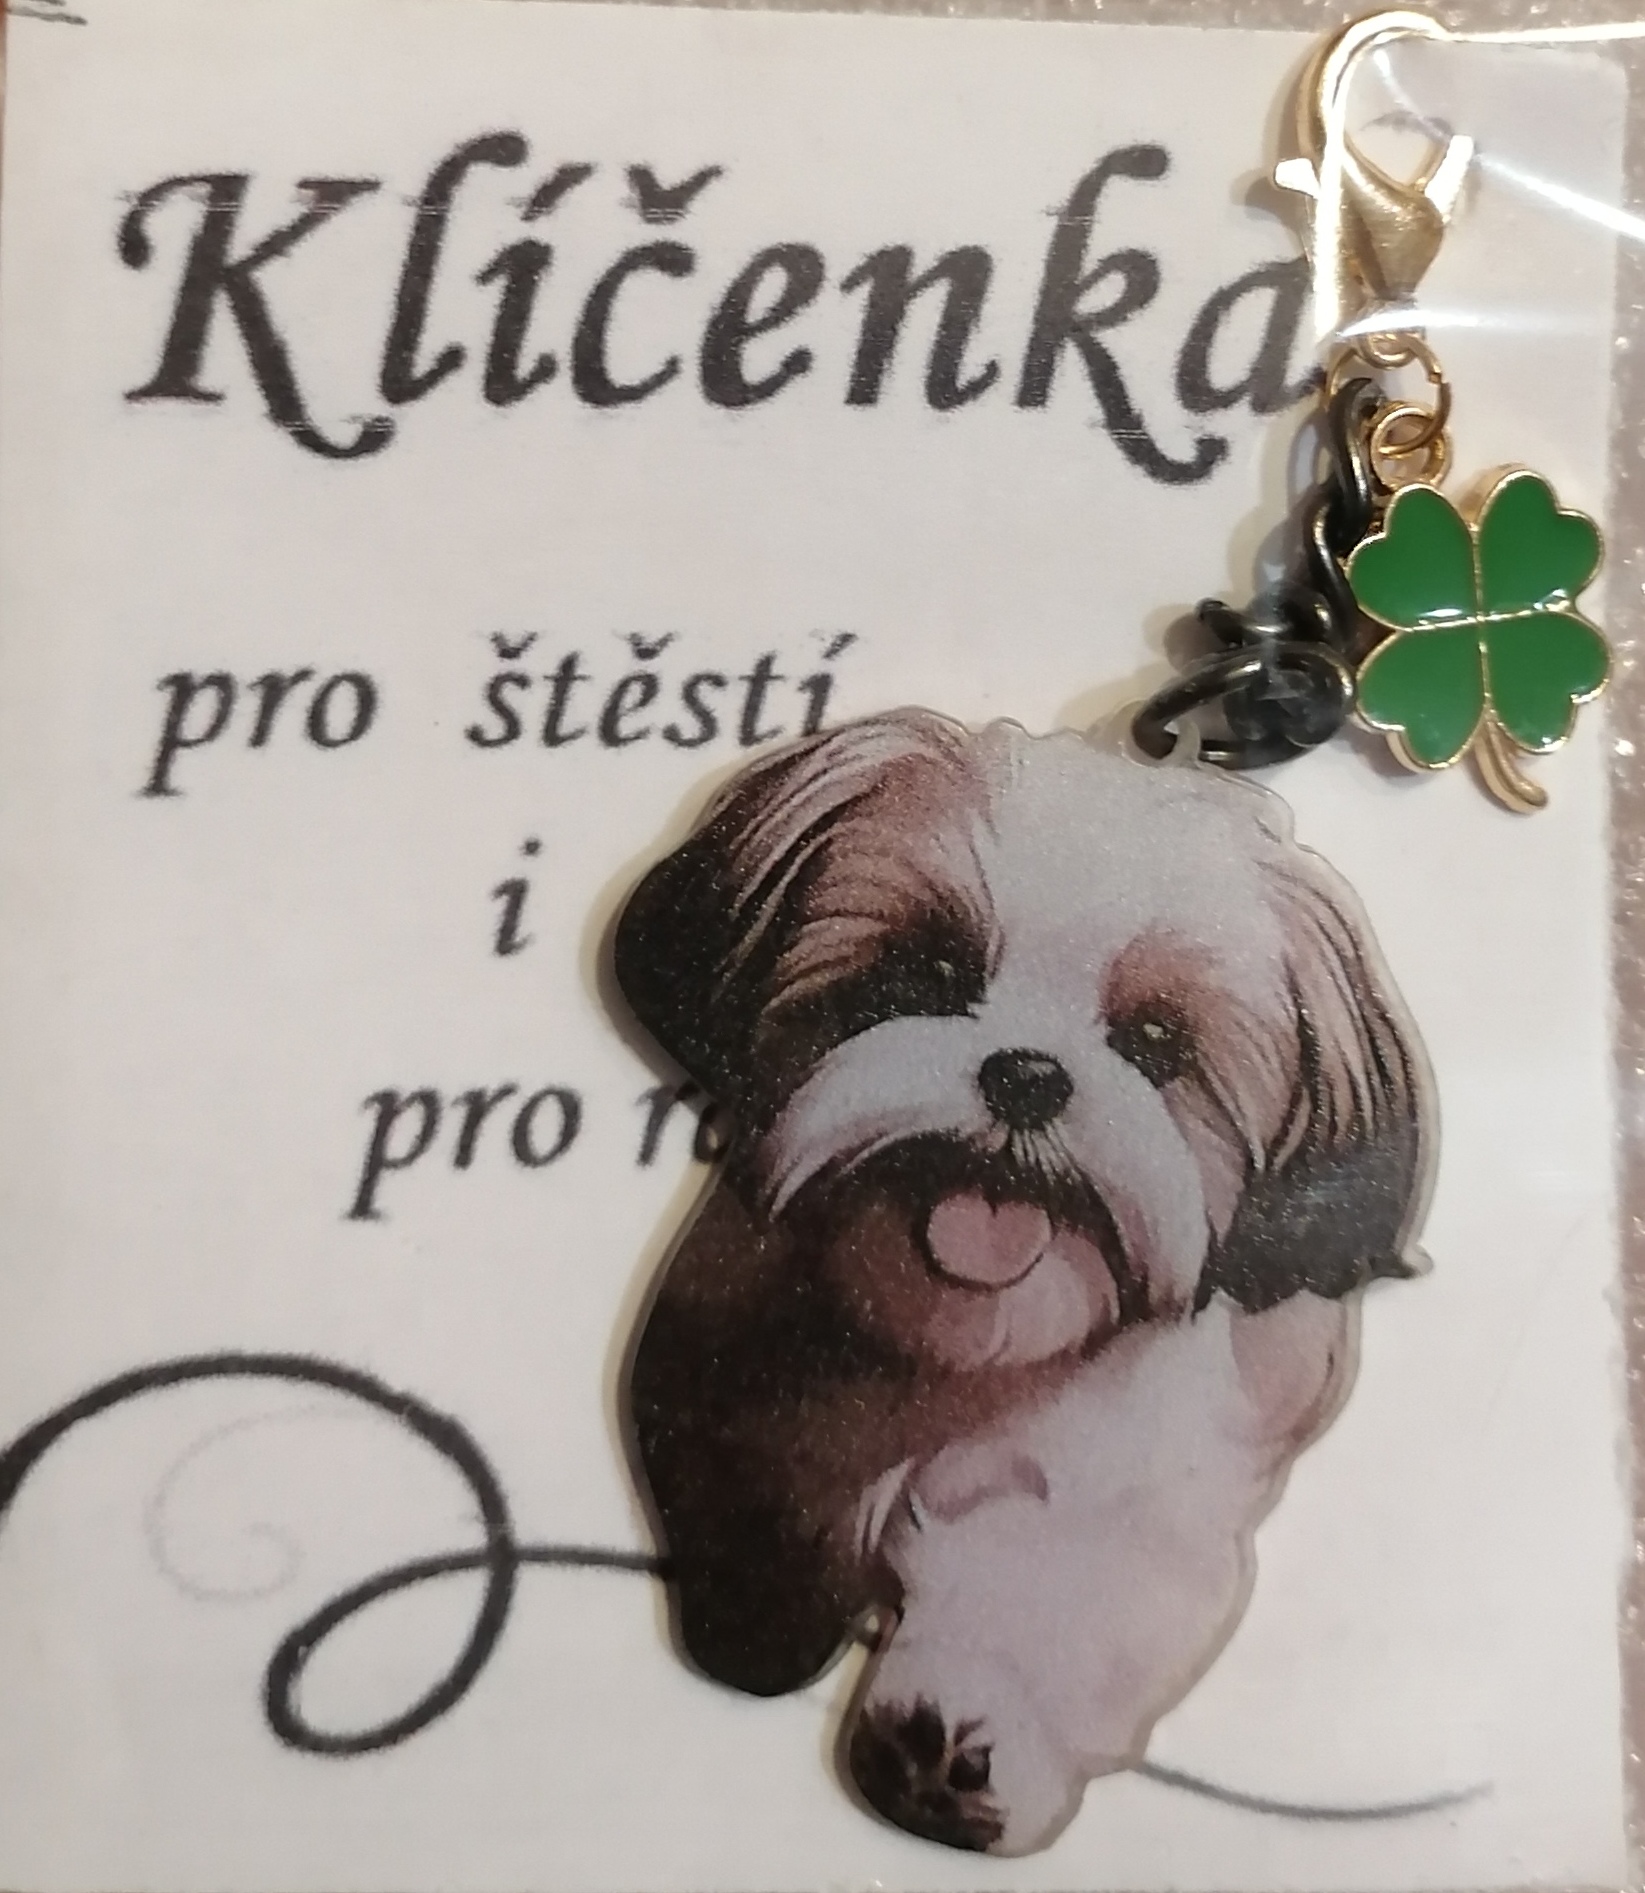 Klíčenka
pro štěstí
i
pro